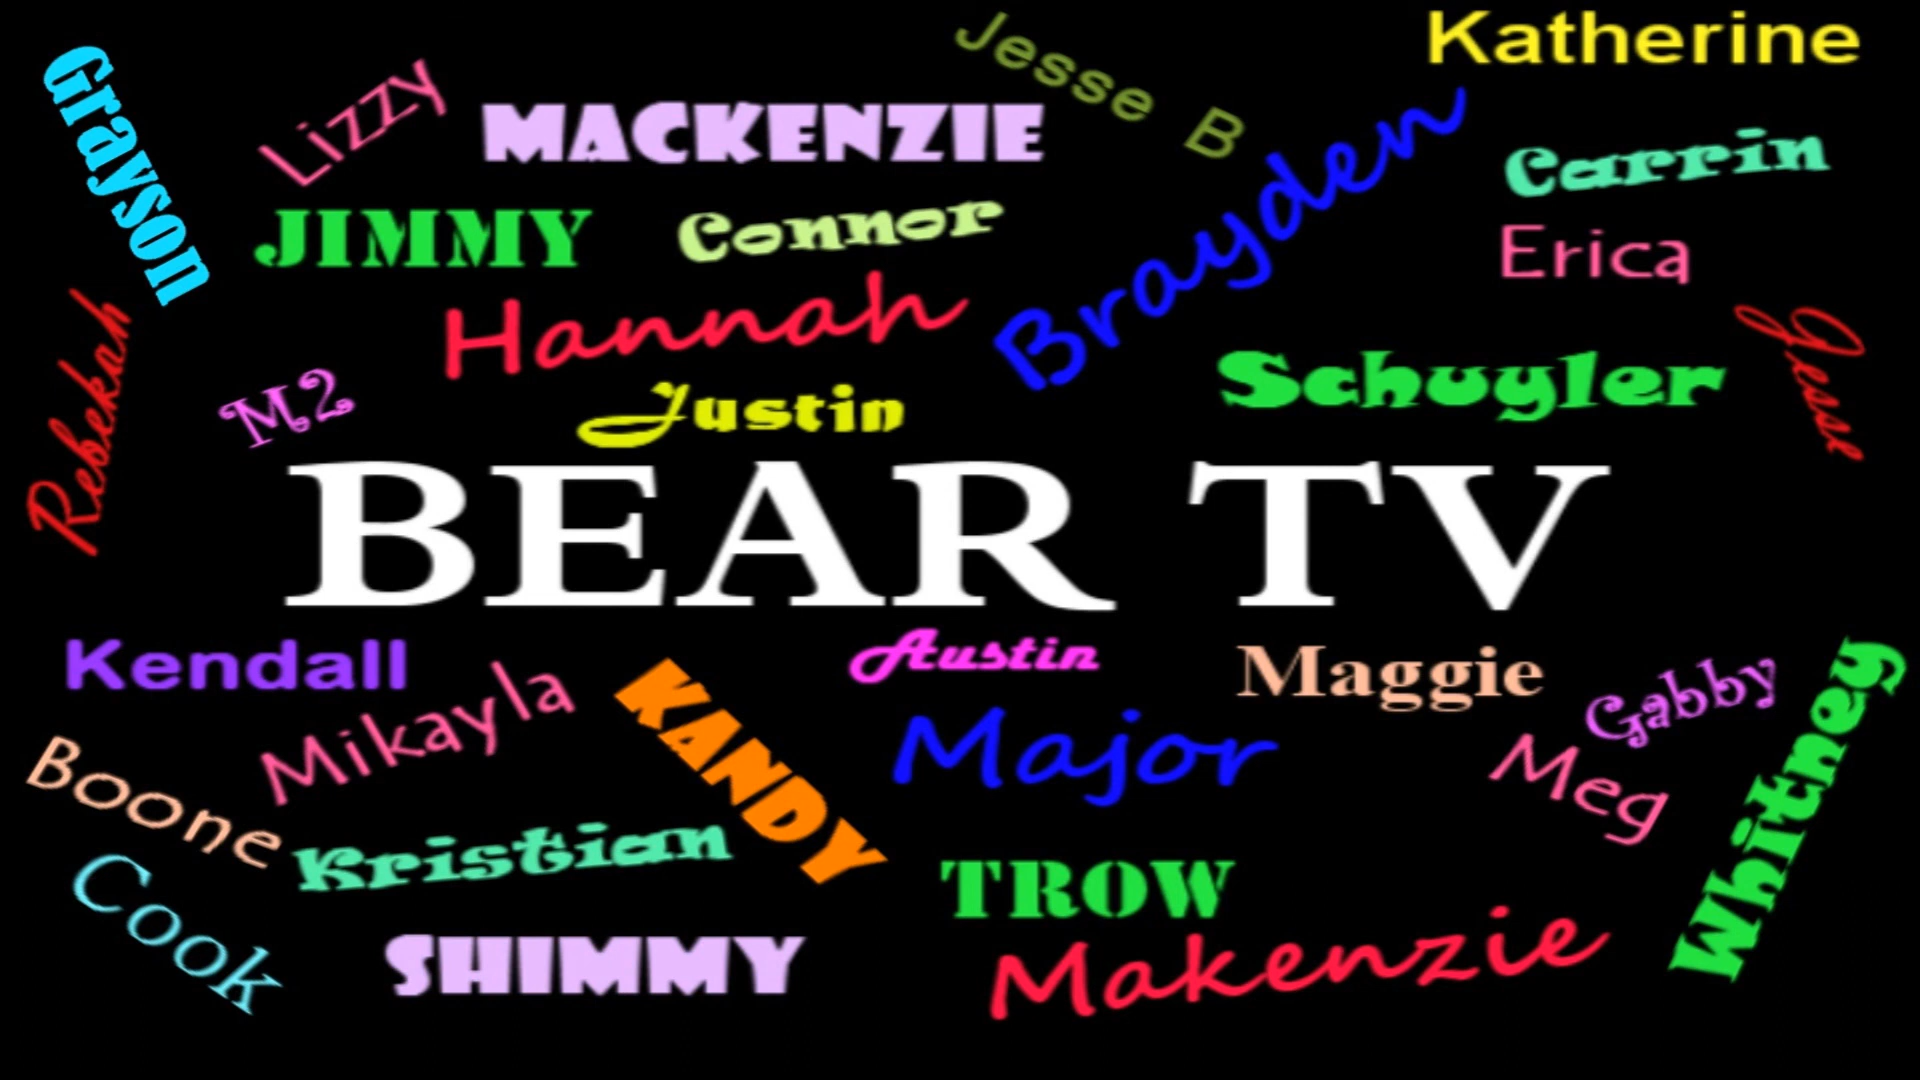 Grayson
Lizzy
MACKENZIE
Jesse B
Katherine
JIMMY
Connor
Brayden
Carrin
Erica
Rebekah
Hannah
M2
Justin
Schuyler
Jesse
BEAR TV
Kendall
Mikayla
KANDY
Austin
Maggie
Gabby
Whitney
Boone
Major
Meg
Kristian
Cook
TROW
SHIMMY
Makenzie